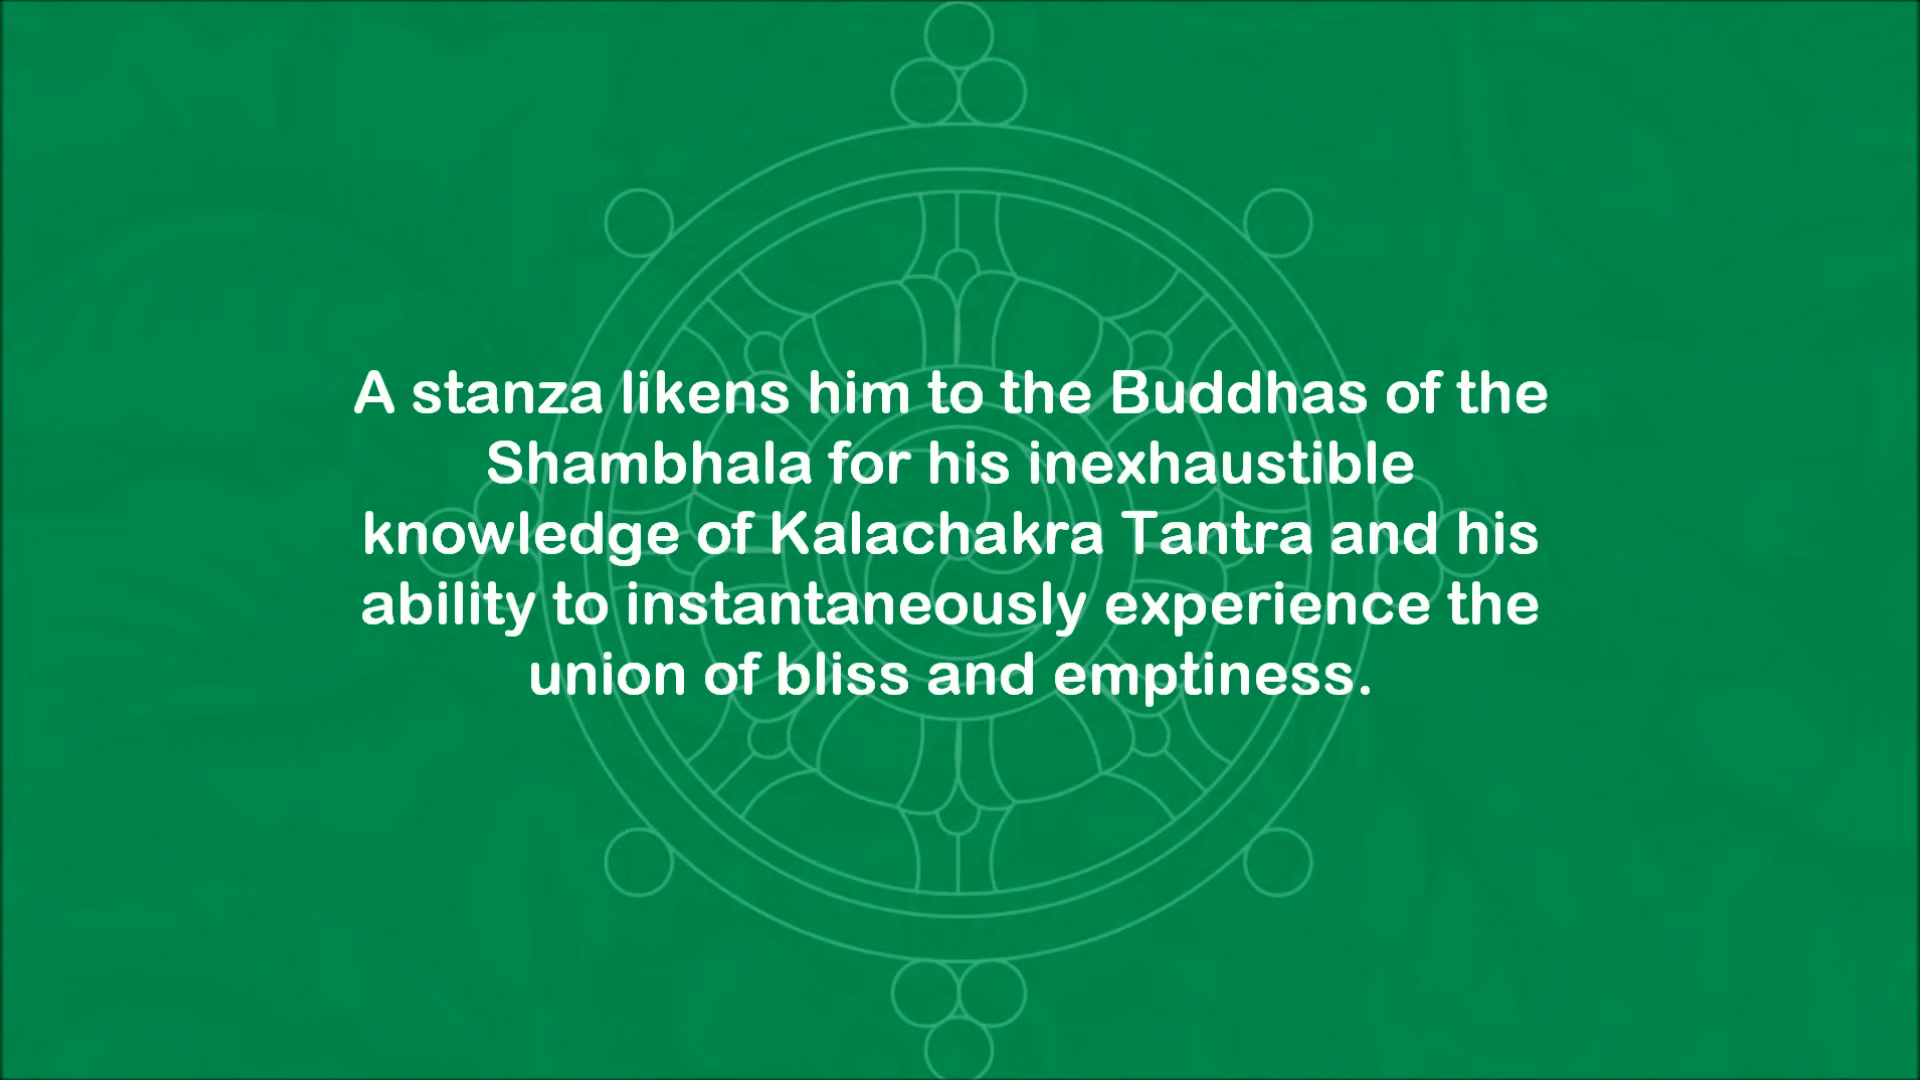 A stanza likens him to the Buddhas of the
Shambhala for his inexhaustible
knowledge of Kalachakra Tantra and his
ability to instantaneously experience the
union of bliss and emptiness.